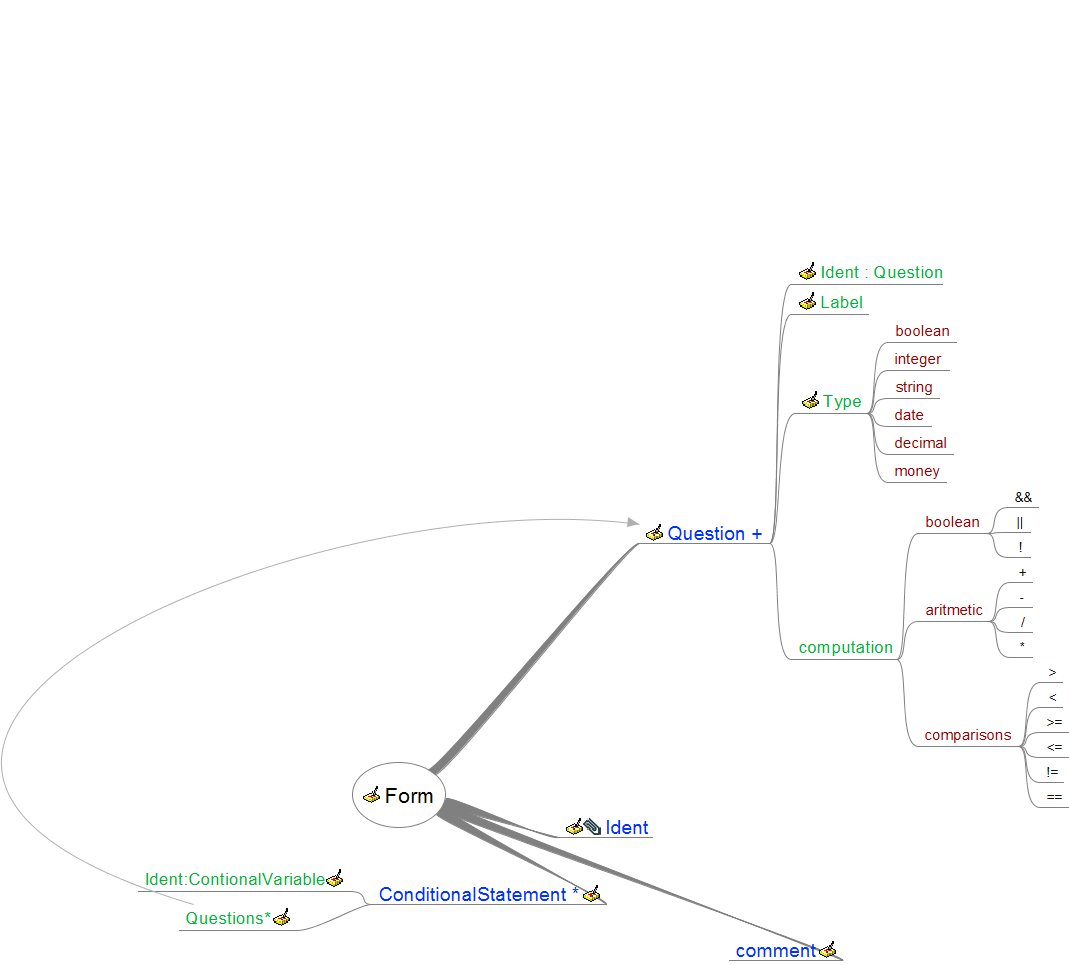 Ident : Question
Label
boolean
integer
string
Type
date
decimal
money
&&
boolean
||
!
Question +
+
-
aritmetic
/
*
computation
>
<
>=
comparisons
<=
!=
==
Form
Ident
Ident:ContionalVariable
ConditionalStatement *
Questions*
comment